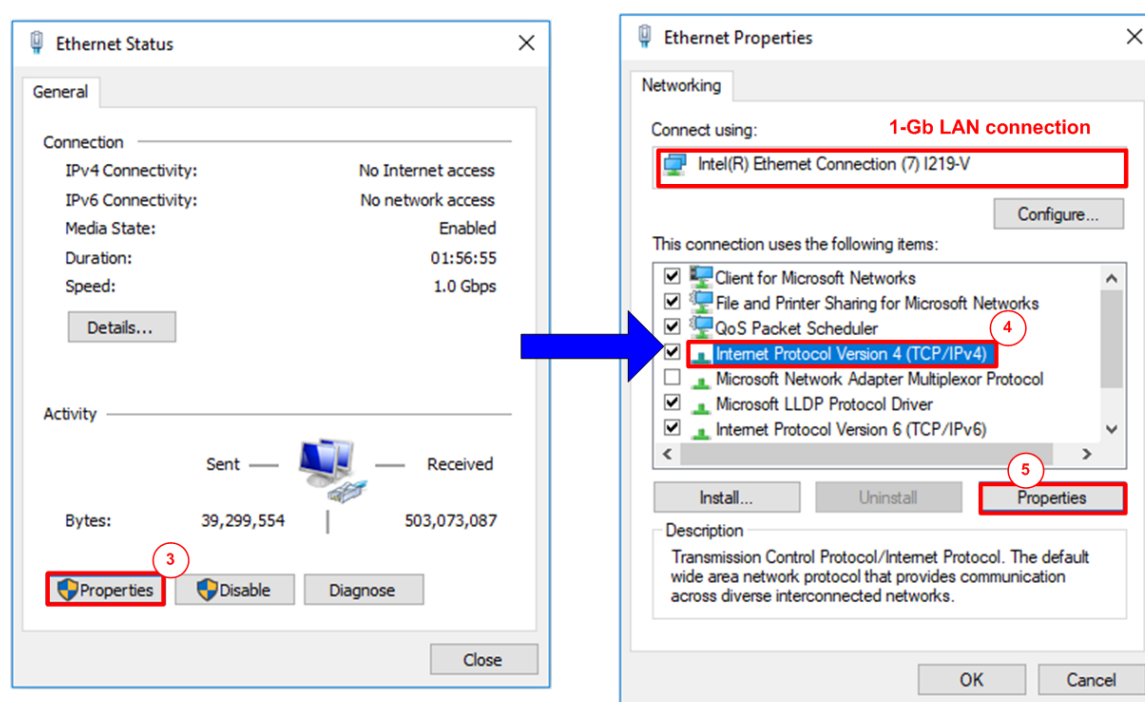 Ethernet Status
General
Connection
IPv4 Connectivity: No Internet access
IPv6 Connectivity: No network access
Media State: Enabled
Duration: 01:56:55
Speed: 1.0 Gbps
Details...
Activity
Sent Received
Bytes: 39,299,554 503,073,087
3
Properties Disable Diagnose
Close
Ethernet Properties
Networking
Connect using: 1-Gb LAN connection
Intel(R) Ethernet Connection (7) I219-V
Configure...
This connection uses the following items:
Client for Microsoft Networks
File and Printer Sharing for Microsoft Networks
QoS Packet Scheduler
4
Internet Protocol Version 4 (TCP/IPv4)
Microsoft Network Adapter Multiplexor Protocol
Microsoft LLDP Protocol Driver
Internet Protocol Version 6 (TCP/IPv6)
5
Install... Uninstall Properties
Description
Transmission Control Protocol/Internet Protocol. The default
wide area network protocol that provides communication
across diverse interconnected networks.
OK Cancel